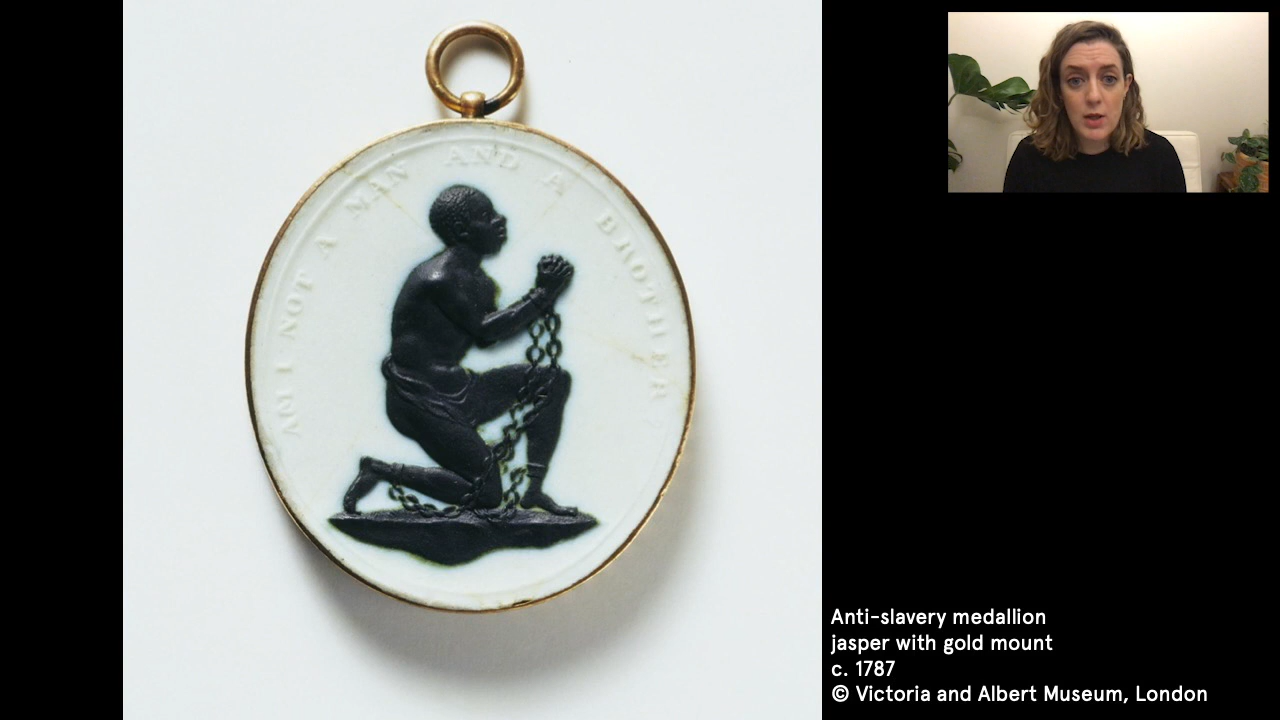 AM I NOT A MAN AND A BROTHER
Anti-slavery medallion
jasper with gold mount
c. 1787
© Victoria and Albert Museum, London